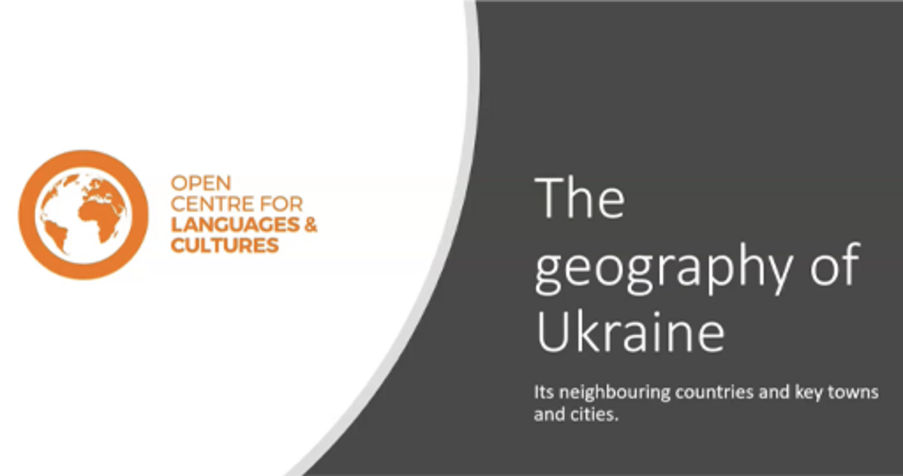 OPEN
CENTRE FOR
LANGUAGES &
CULTURES
The
geography of
Ukraine
Its neighbouring countries and key towns
and cities.